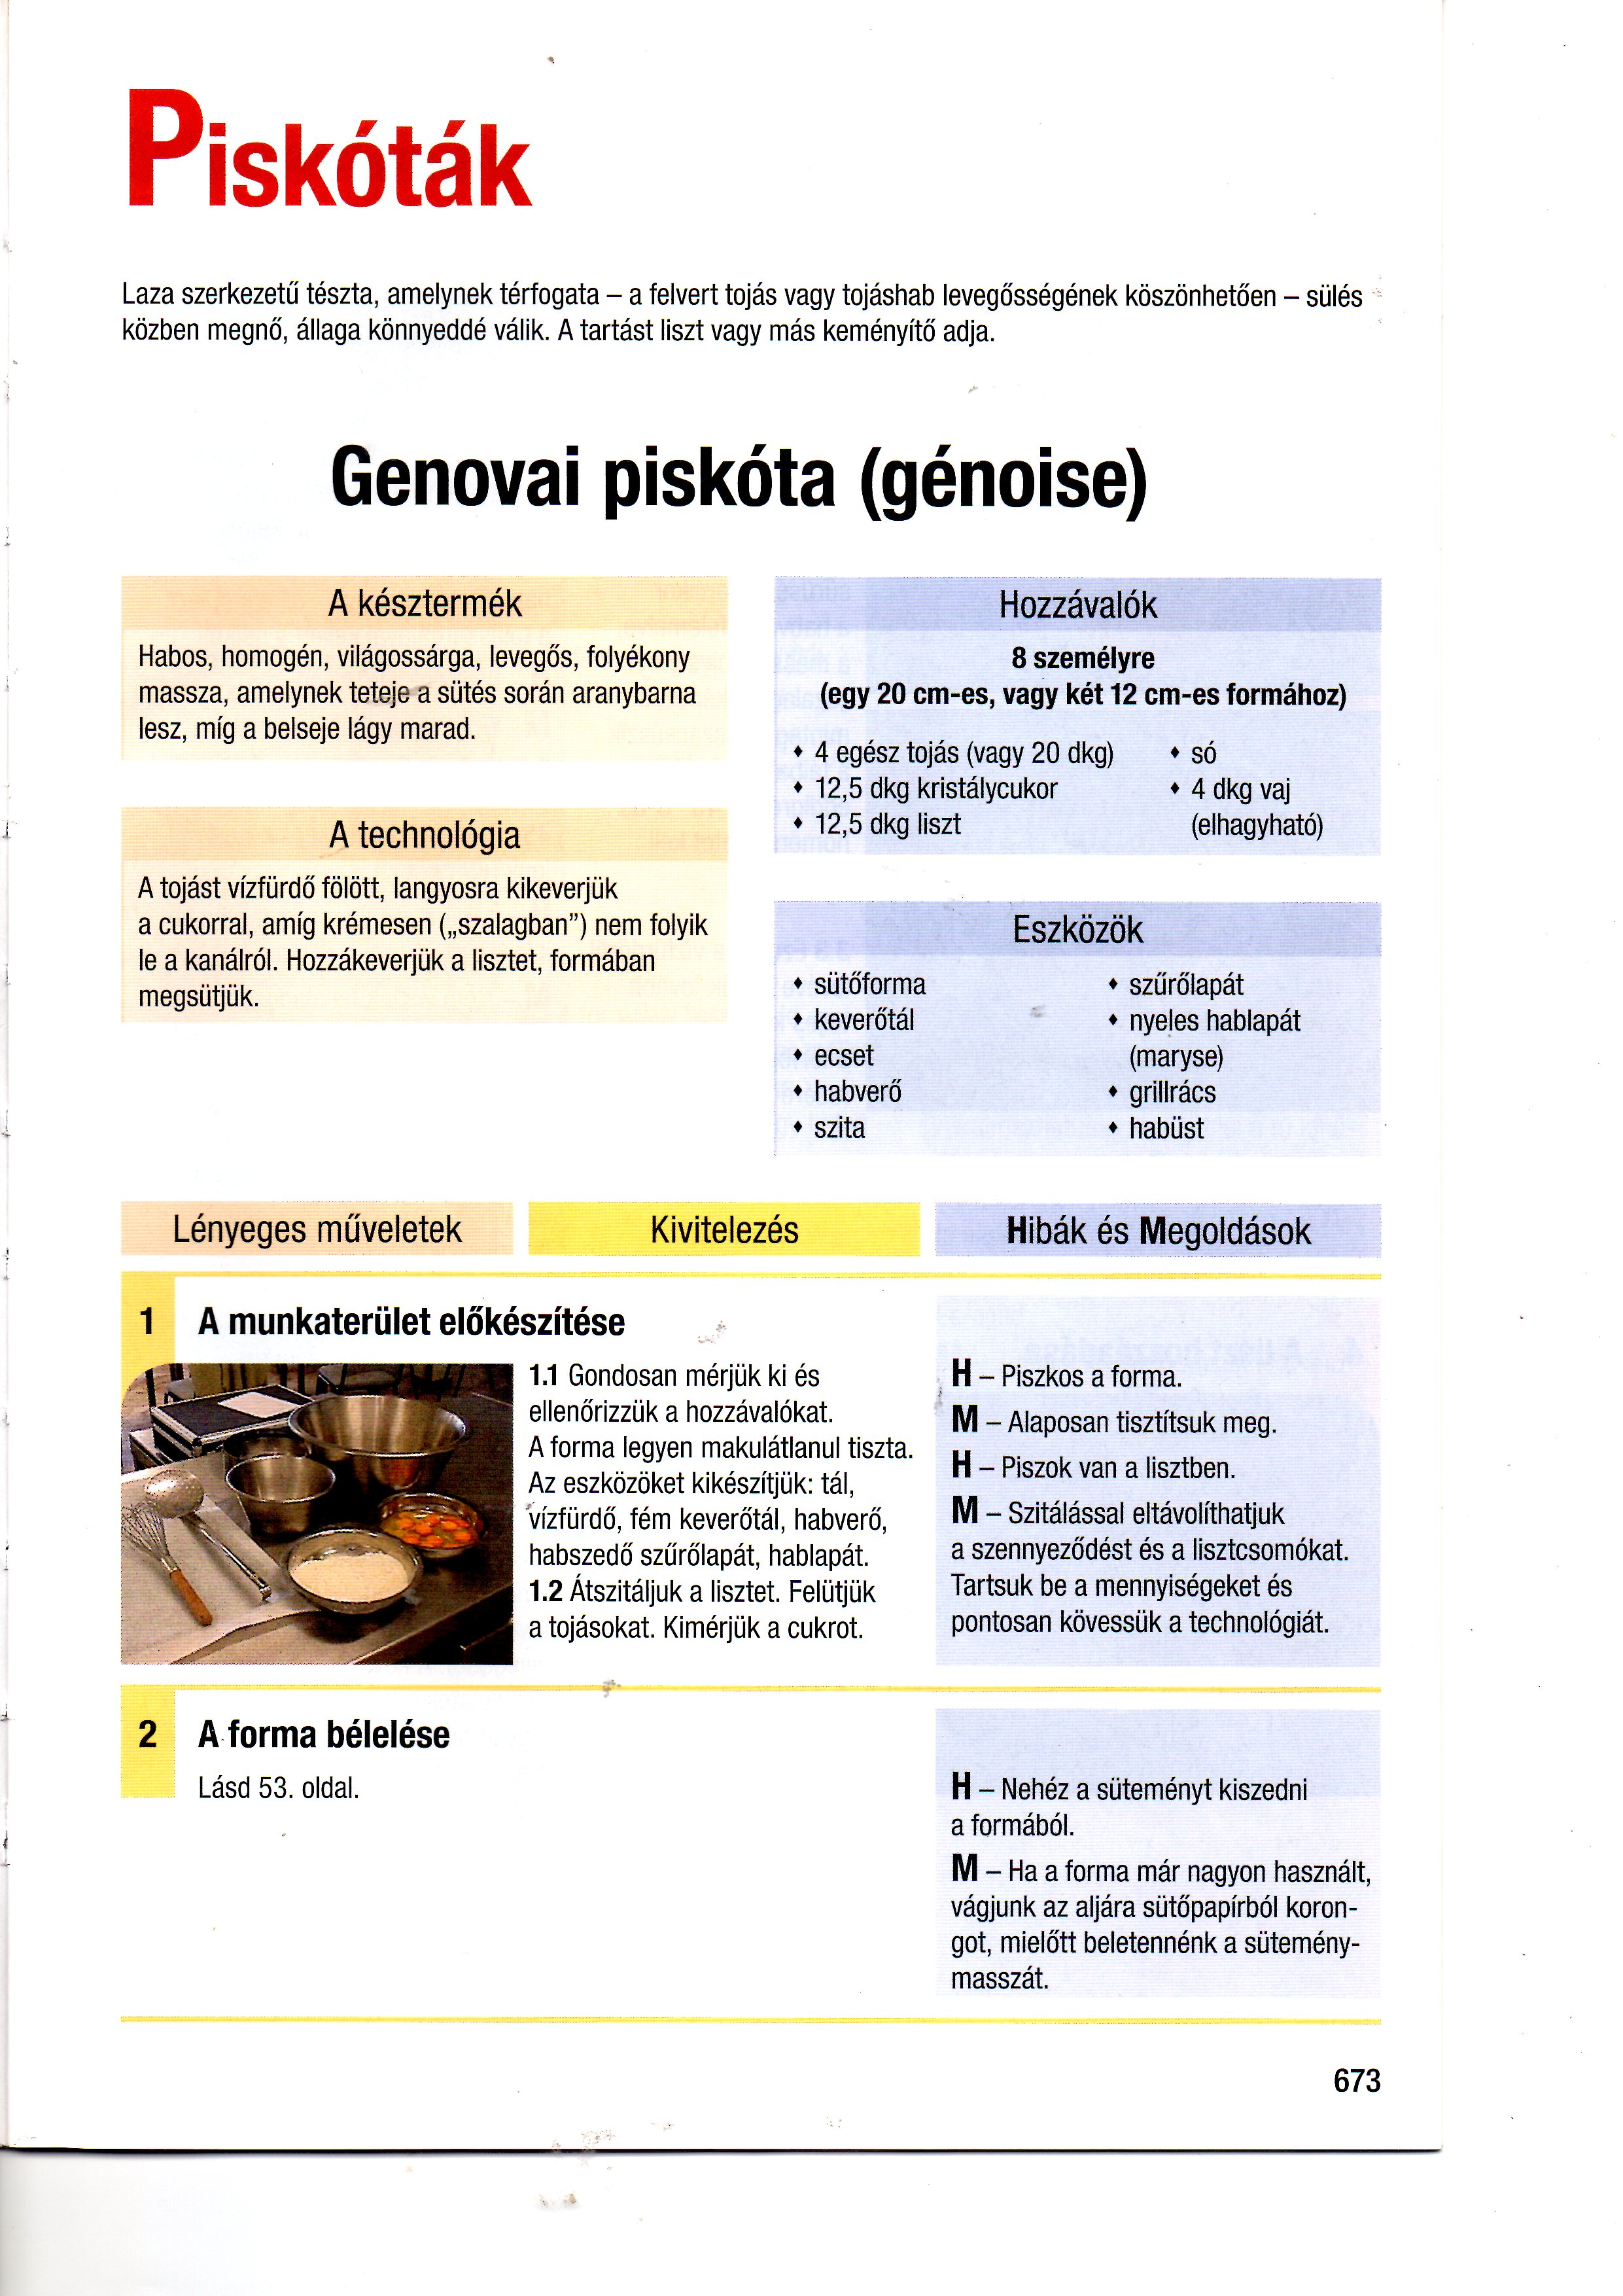 Piskóták
Laza szerkezetű tészta, amelynek térfogata – a felvert tojás vagy tojáshab levegősségének köszönhetően – sülés
közben megnő, állaga könnyeddé válik. A tartást liszt vagy más keményítő adja.
Genovai piskóta (génoise)
A késztermék
Habos, homogén, világossárga, levegős, folyékony
massza, amelynek teteje a sütés során aranybarna
lesz, míg a belseje lágy marad.
A technológia
A tojást vízfürdő fölött, langyosra kikeverjük
a cukorral, amíg krémesen („szalagban”) nem folyik
le a kanálról. Hozzákeverjük a lisztet, formában
megsütjük.
Hozzávalók
8 személyre
(egy 20 cm-es, vagy két 12 cm-es formához)
• 4 egész tojás (vagy 20 dkg)
• 12,5 dkg kristálycukor
• 12,5 dkg liszt
• só
• 4 dkg vaj
(elhagyható)
Eszközök
• sütőforma
• keverőtál
• ecset
• habverő
• szita
• szűrőlapát
• nyeles hablapát
(maryse)
• grillrács
• habüst
Lényeges műveletek
Kivitelezés
Hibák és Megoldások
1 A munkaterület előkészítése
1.1 Gondosan mérjük ki és
ellenőrizzük a hozzávalókat.
A forma legyen makulátlanul tiszta.
Az eszközöket kikészítjük: tál,
vízfürdő, fém keverőtál, habverő,
habszedő szűrőlapát, hablapát.
1.2 Átszitáljuk a lisztet. Felütjük
a tojásokat. Kimérjük a cukrot.
H – Piszkos a forma.
M – Alaposan tisztítsuk meg.
H – Piszok van a lisztben.
M – Szitálással eltávolíthatjuk
a szennyeződést és a lisztcsomókat.
Tartsuk be a mennyiségeket és
pontosan kövessük a technológiát.
2 A forma bélelése
Lásd 53. oldal.
H – Nehéz a süteményt kiszedni
a formából.
M – Ha a forma már nagyon használt,
vágjunk az aljára sütőpapírból koron-
got, mielőtt beletennénk a sütemény-
masszát.
673